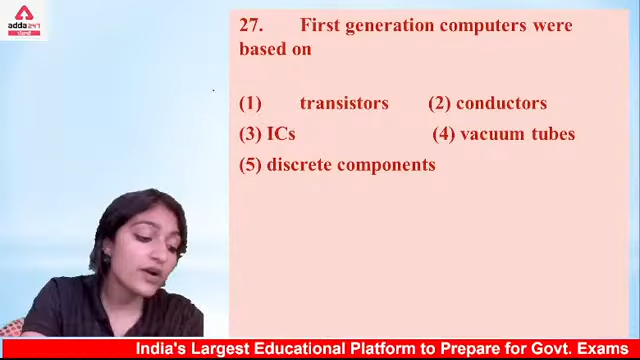 adda247
ਪੰਜਾਬੀ
27. First generation computers were
based on
(1) transistors (2) conductors
(3) ICs (4) vacuum tubes
(5) discrete components
India's Largest Educational Platform to Prepare for Govt. Exams